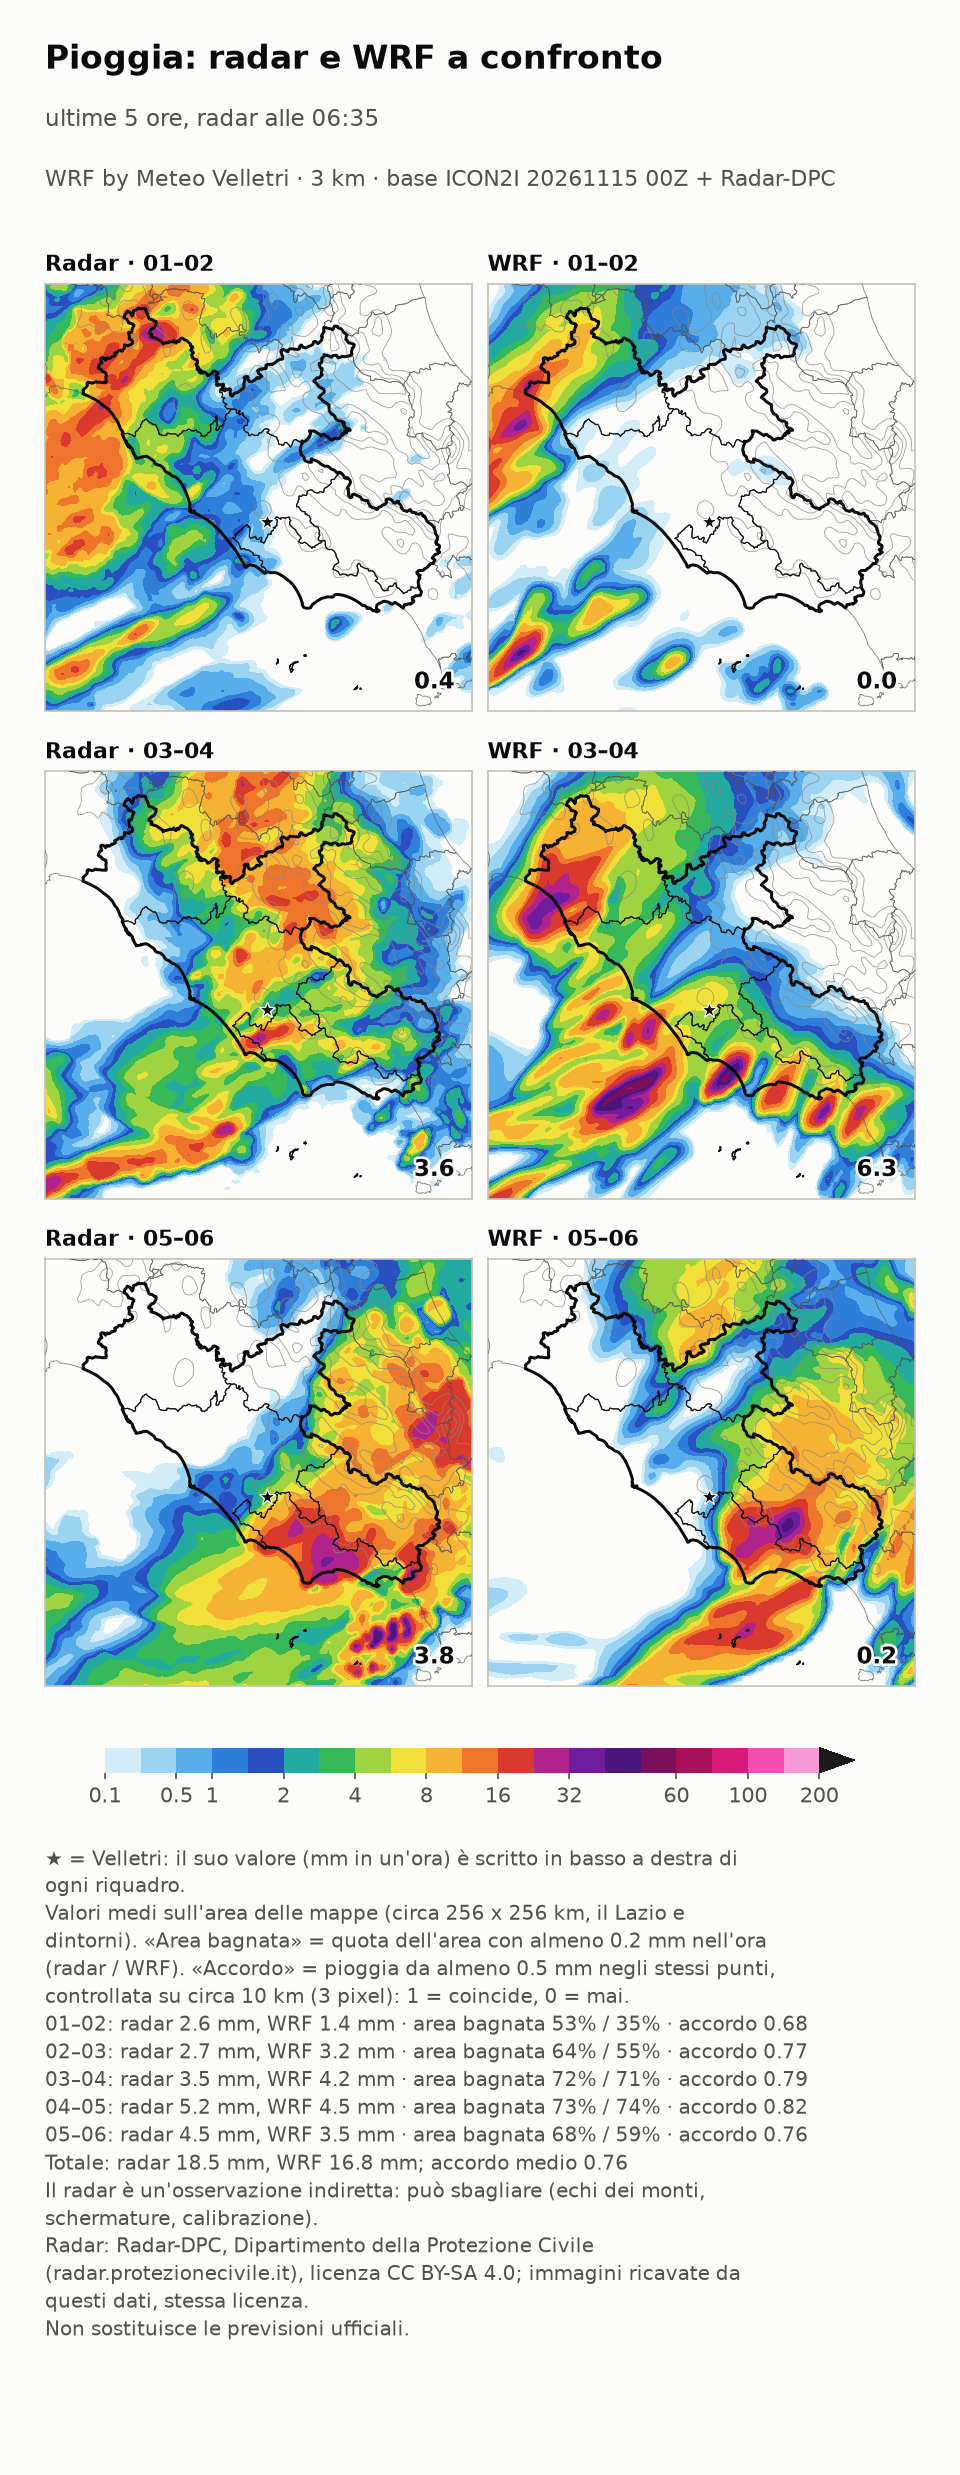 Pioggia: radar e WRF a confronto
ultime 5 ore, radar alle 06:35
WRF by Meteo Velletri · 3 km · base ICON2I 20261115 00Z + Radar-DPC
Radar · 01–02
WRF · 01–02
0.4
0.0
Radar · 03–04
WRF · 03–04
3.6
6.3
Radar · 05–06
WRF · 05–06
3.8
0.2
0.1 0.5 1 2 4 8 16 32 60 100 200
★ = Velletri: il suo valore (mm in un'ora) è scritto in basso a destra di
ogni riquadro.
Valori medi sull'area delle mappe (circa 256 x 256 km, il Lazio e
dintorni). «Area bagnata» = quota dell'area con almeno 0.2 mm nell'ora
(radar / WRF). «Accordo» = pioggia da almeno 0.5 mm negli stessi punti,
controllata su circa 10 km (3 pixel): 1 = coincide, 0 = mai.
01–02: radar 2.6 mm, WRF 1.4 mm · area bagnata 53% / 35% · accordo 0.68
02–03: radar 2.7 mm, WRF 3.2 mm · area bagnata 64% / 55% · accordo 0.77
03–04: radar 3.5 mm, WRF 4.2 mm · area bagnata 72% / 71% · accordo 0.79
04–05: radar 5.2 mm, WRF 4.5 mm · area bagnata 73% / 74% · accordo 0.82
05–06: radar 4.5 mm, WRF 3.5 mm · area bagnata 68% / 59% · accordo 0.76
Totale: radar 18.5 mm, WRF 16.8 mm; accordo medio 0.76
Il radar è un'osservazione indiretta: può sbagliare (echi dei monti,
schermature, calibrazione).
Radar: Radar-DPC, Dipartimento della Protezione Civile
(radar.protezionecivile.it), licenza CC BY-SA 4.0; immagini ricavate da
questi dati, stessa licenza.
Non sostituisce le previsioni ufficiali.